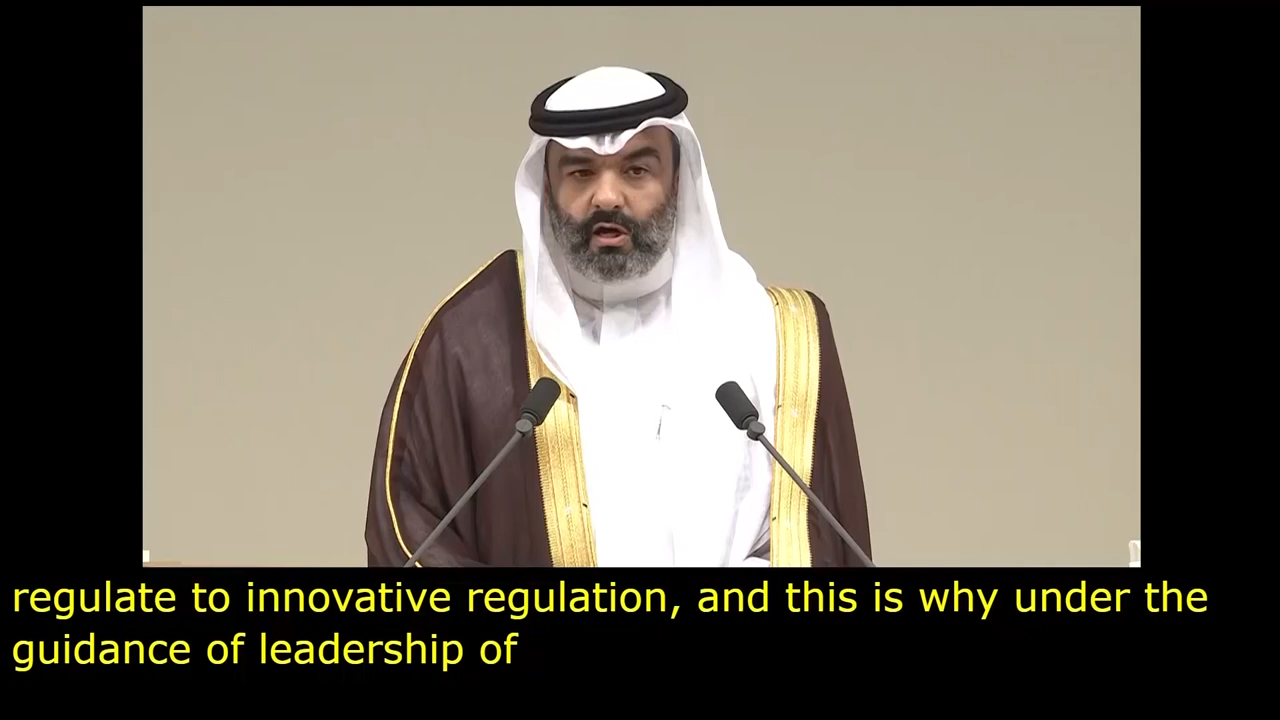 regulate to innovative regulation, and this is why under the
guidance of leadership of